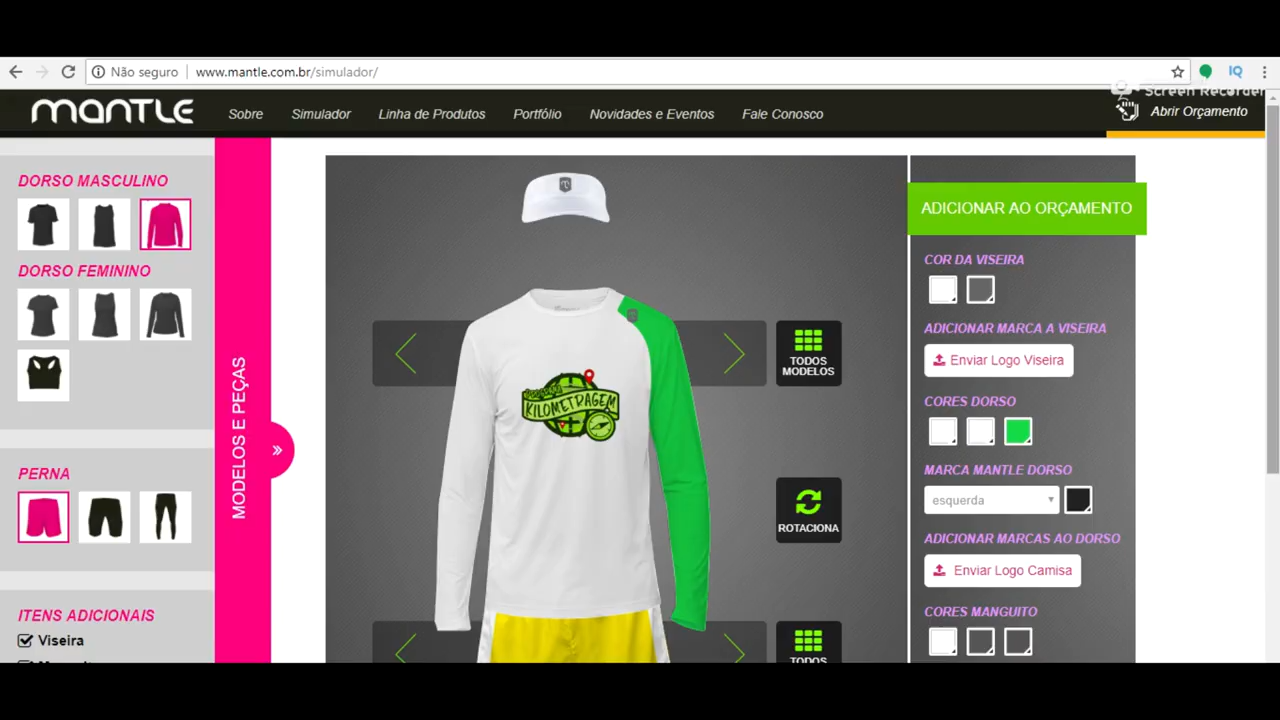 Não seguro
www.mantle.com.br/simulador/
IQ
Screen Recorder
mantle
Sobre
Simulador
Linha de Produtos
Portfólio
Novidades e Eventos
Fale Conosco
Abrir Orçamento
DORSO MASCULINO
DORSO FEMININO
PERNA
ITENS ADICIONAIS
Viseira
MODELOS E PEÇAS
KILOMETRAGEM
TODOS
MODELOS
ROTACIONA
TODOS
ADICIONAR AO ORÇAMENTO
COR DA VISEIRA
ADICIONAR MARCA A VISEIRA
Enviar Logo Viseira
CORES DORSO
MARCA MANTLE DORSO
esquerda
ADICIONAR MARCAS AO DORSO
Enviar Logo Camisa
CORES MANGUITO